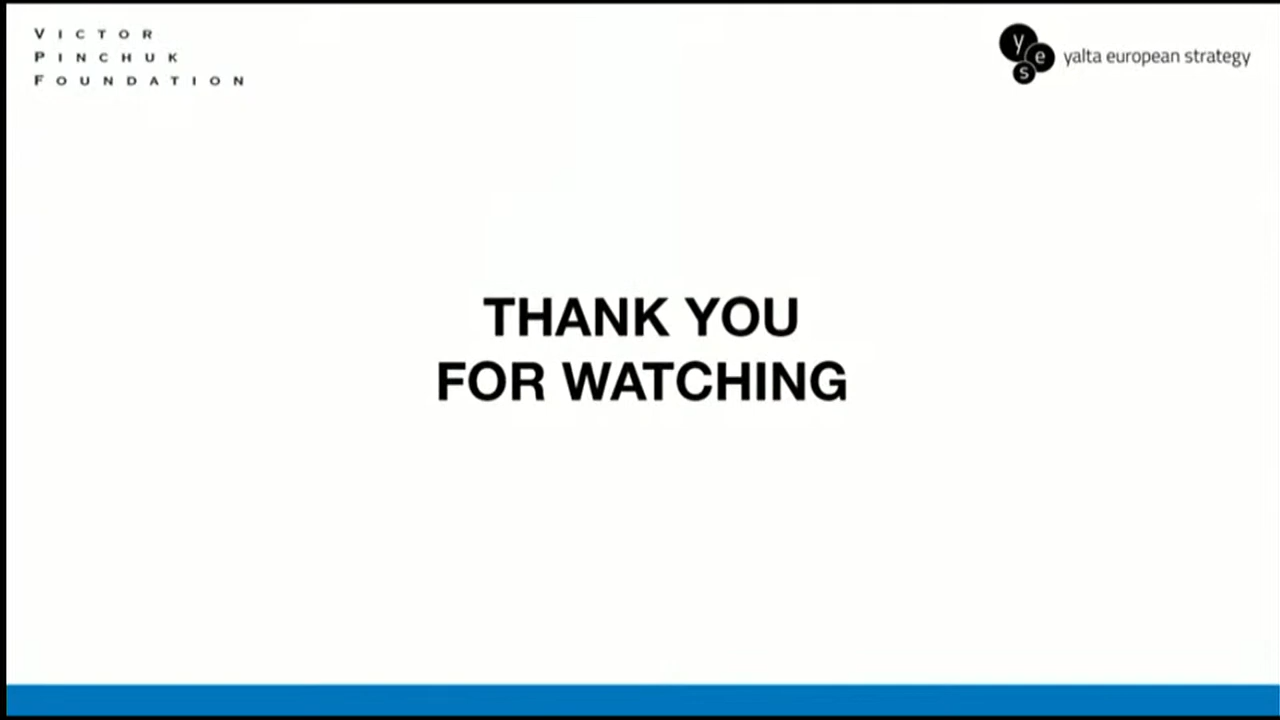 VICTOR
PINCHUK
FOUNDATION
yes
yalta european strategy
THANK YOU
FOR WATCHING